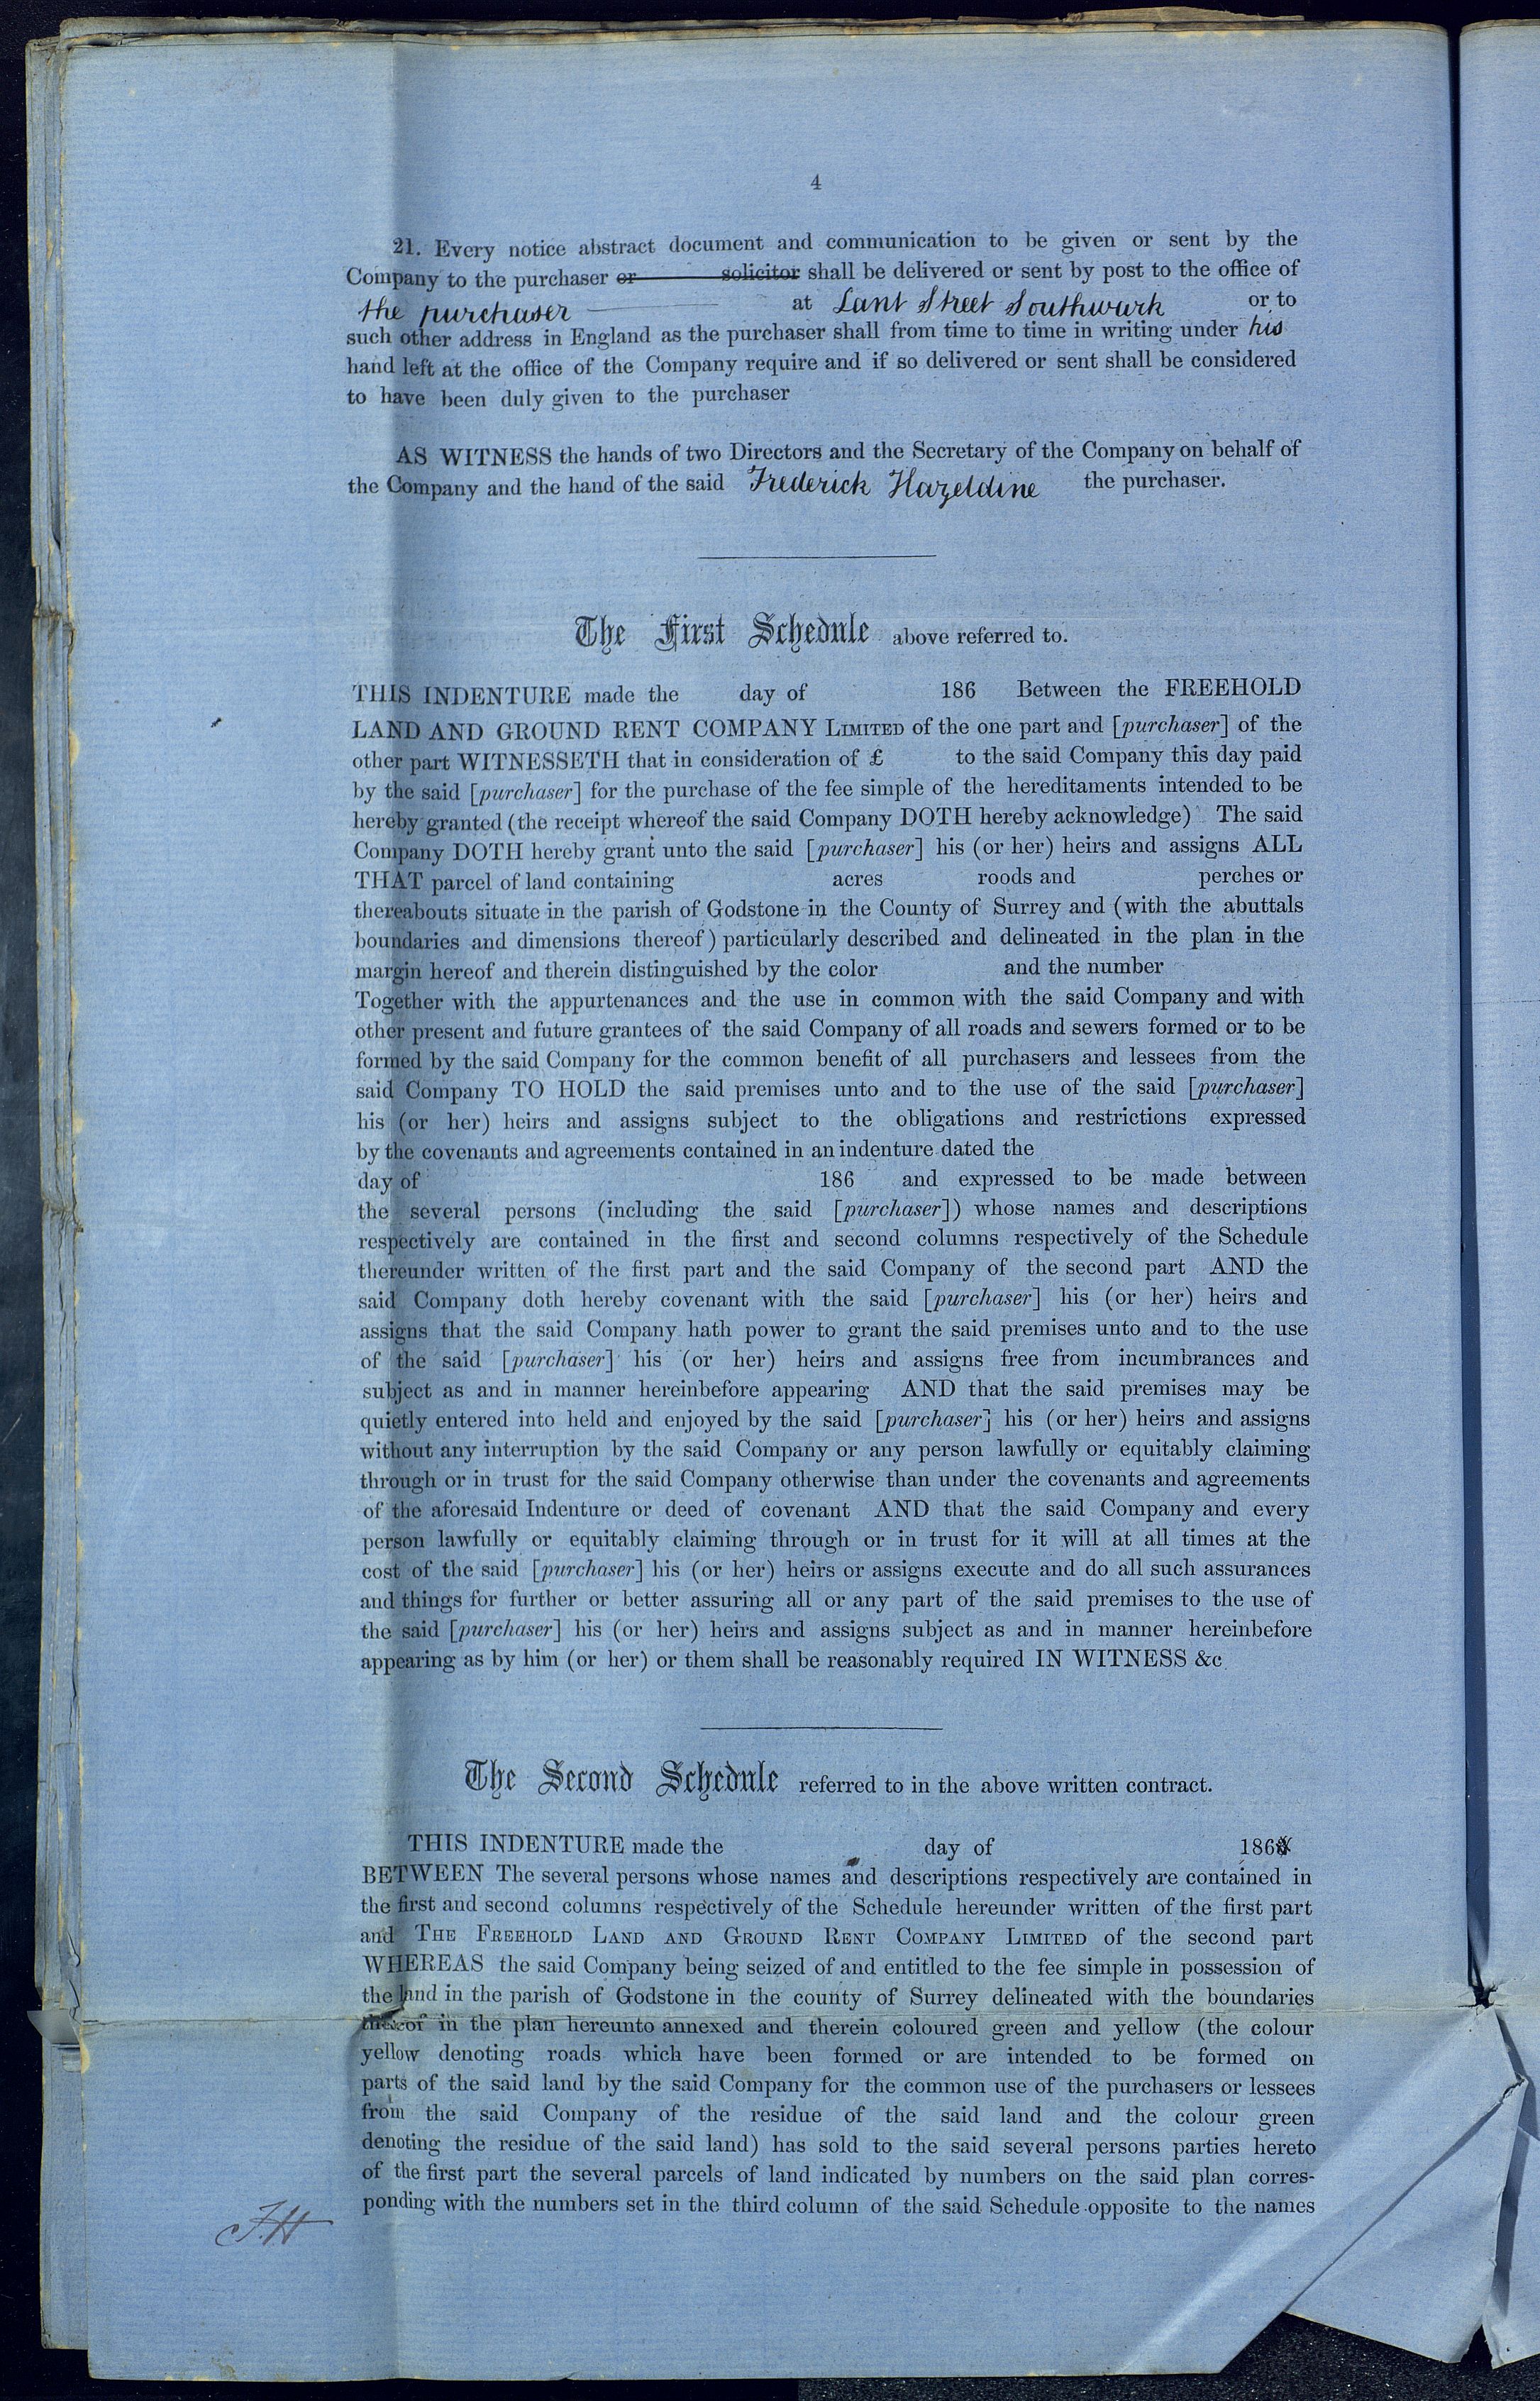 4
21. Every notice abstract document and communication to be given or sent by the
Company to the purchaser or solicitor shall be delivered or sent by post to the office of
the purchaser at Lant Street Southwark or to
such other address in England as the purchaser shall from time to time in writing under his
hand left at the office of the Company require and if so delivered or sent shall be considered
to have been duly given to the purchaser
AS WITNESS the hands of two Directors and the Secretary of the Company on behalf of
the Company and the hand of the said Frederick Hazeldine the purchaser.
The First Schedule above referred to.
THIS INDENTURE made the day of 186 Between the FREEHOLD
LAND AND GROUND RENT COMPANY LIMITED of the one part and [purchaser] of the
other part WITNESSETH that in consideration of £ to the said Company this day paid
by the said [purchaser] for the purchase of the fee simple of the hereditaments intended to be
hereby granted (the receipt whereof the said Company DOTH hereby acknowledge) The said
Company DOTH hereby grant unto the said [purchaser] his (or her) heirs and assigns ALL
THAT parcel of land containing acres roods and perches or
thereabouts situate in the parish of Godstone in the County of Surrey and (with the abuttals
boundaries and dimensions thereof) particularly described and delineated in the plan in the
margin hereof and therein distinguished by the color and the number
Together with the appurtenances and the use in common with the said Company and with
other present and future grantees of the said Company of all roads and sewers formed or to be
formed by the said Company for the common benefit of all purchasers and lessees from the
said Company TO HOLD the said premises unto and to the use of the said [purchaser]
his (or her) heirs and assigns subject to the obligations and restrictions expressed
by the covenants and agreements contained in an indenture dated the
day of 186 and expressed to be made between
the several persons (including the said [purchaser]) whose names and descriptions
respectively are contained in the first and second columns respectively of the Schedule
thereunder written of the first part and the said Company of the second part AND the
said Company doth hereby covenant with the said [purchaser] his (or her) heirs and
assigns that the said Company hath power to grant the said premises unto and to the use
of the said [purchaser] his (or her) heirs and assigns free from incumbrances and
subject as and in manner hereinbefore appearing AND that the said premises may be
quietly entered into held and enjoyed by the said [purchaser] his (or her) heirs and assigns
without any interruption by the said Company or any person lawfully or equitably claiming
through or in trust for the said Company otherwise than under the covenants and agreements
of the aforesaid Indenture or deed of covenant AND that the said Company and every
person lawfully or equitably claiming through or in trust for it will at all times at the
cost of the said [purchaser] his (or her) heirs or assigns execute and do all such assurances
and things for further or better assuring all or any part of the said premises to the use of
the said [purchaser] his (or her) heirs and assigns subject as and in manner hereinbefore
appearing as by him (or her) or them shall be reasonably required IN WITNESS &c.
The Second Schedule referred to in the above written contract.
THIS INDENTURE made the day of 186
BETWEEN The several persons whose names and descriptions respectively are contained in
the first and second columns respectively of the Schedule hereunder written of the first part
and THE FREEHOLD LAND AND GROUND RENT COMPANY LIMITED of the second part
WHEREAS the said Company being seized of and entitled to the fee simple in possession of
the land in the parish of Godstone in the county of Surrey delineated with the boundaries
thereof in the plan hereunto annexed and therein coloured green and yellow (the colour
yellow denoting roads which have been formed or are intended to be formed on
parts of the said land by the said Company for the common use of the purchasers or lessees
from the said Company of the residue of the said land and the colour green
denoting the residue of the said land) has sold to the said several persons parties hereto
of the first part the several parcels of land indicated by numbers on the said plan corres-
ponding with the numbers set in the third column of the said Schedule opposite to the names
F.H